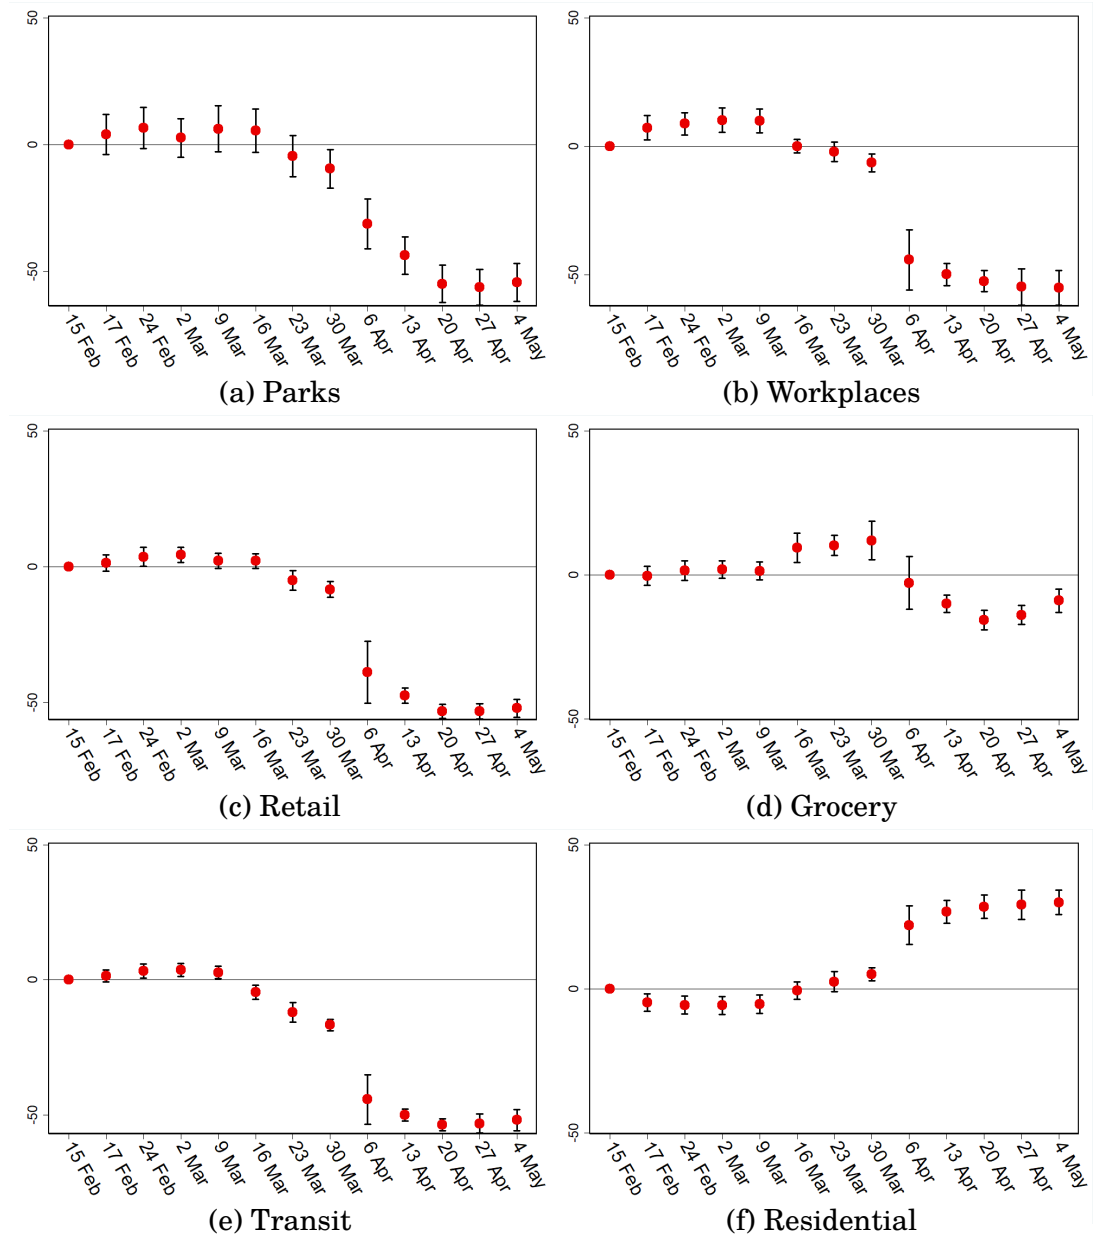 50
0
-50
15 Feb
17 Feb
24 Feb
2 Mar
9 Mar
16 Mar
23 Mar
30 Mar
6 Apr
13 Apr
20 Apr
27 Apr
4 May
(a) Parks
50
0
-50
15 Feb
17 Feb
24 Feb
2 Mar
9 Mar
16 Mar
23 Mar
30 Mar
6 Apr
13 Apr
20 Apr
27 Apr
4 May
(b) Workplaces
50
0
-50
15 Feb
17 Feb
24 Feb
2 Mar
9 Mar
16 Mar
23 Mar
30 Mar
6 Apr
13 Apr
20 Apr
27 Apr
4 May
(c) Retail
50
0
-50
15 Feb
17 Feb
24 Feb
2 Mar
9 Mar
16 Mar
23 Mar
30 Mar
6 Apr
13 Apr
20 Apr
27 Apr
4 May
(d) Grocery
50
0
-50
15 Feb
17 Feb
24 Feb
2 Mar
9 Mar
16 Mar
23 Mar
30 Mar
6 Apr
13 Apr
20 Apr
27 Apr
4 May
(e) Transit
50
0
-50
15 Feb
17 Feb
24 Feb
2 Mar
9 Mar
16 Mar
23 Mar
30 Mar
6 Apr
13 Apr
20 Apr
27 Apr
4 May
(f) Residential